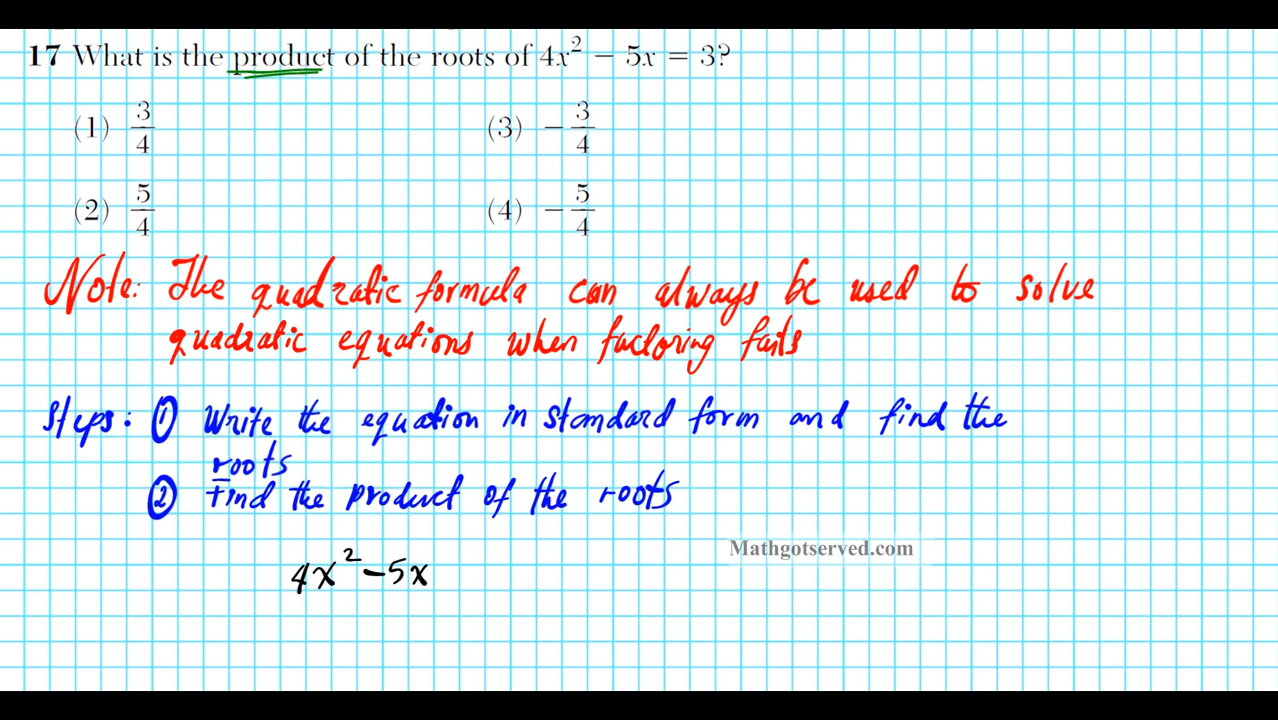 17 What is the product of the roots of 4x² − 5x = 3?
(1) 3/4 (3) −3/4
(2) 5/4 (4) −5/4
Note: The quadratic formula can always be used to solve
quadratic equations when factoring fails
Steps: ① Write the equation in standard form and find the
roots
② Find the product of the roots
Mathgotserved.com
4x² −5x